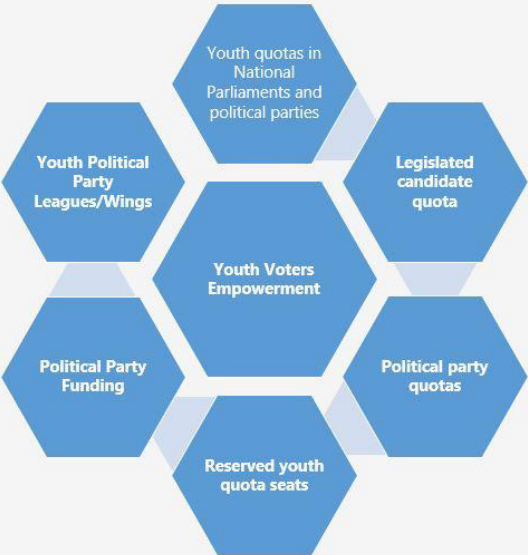 Youth quotas in
National
Parliaments and
political parties
Legislated
candidate
quota
Political party
quotas
Reserved youth
quota seats
Political Party
Funding
Youth Political
Party
Leagues/Wings
Youth Voters
Empowerment